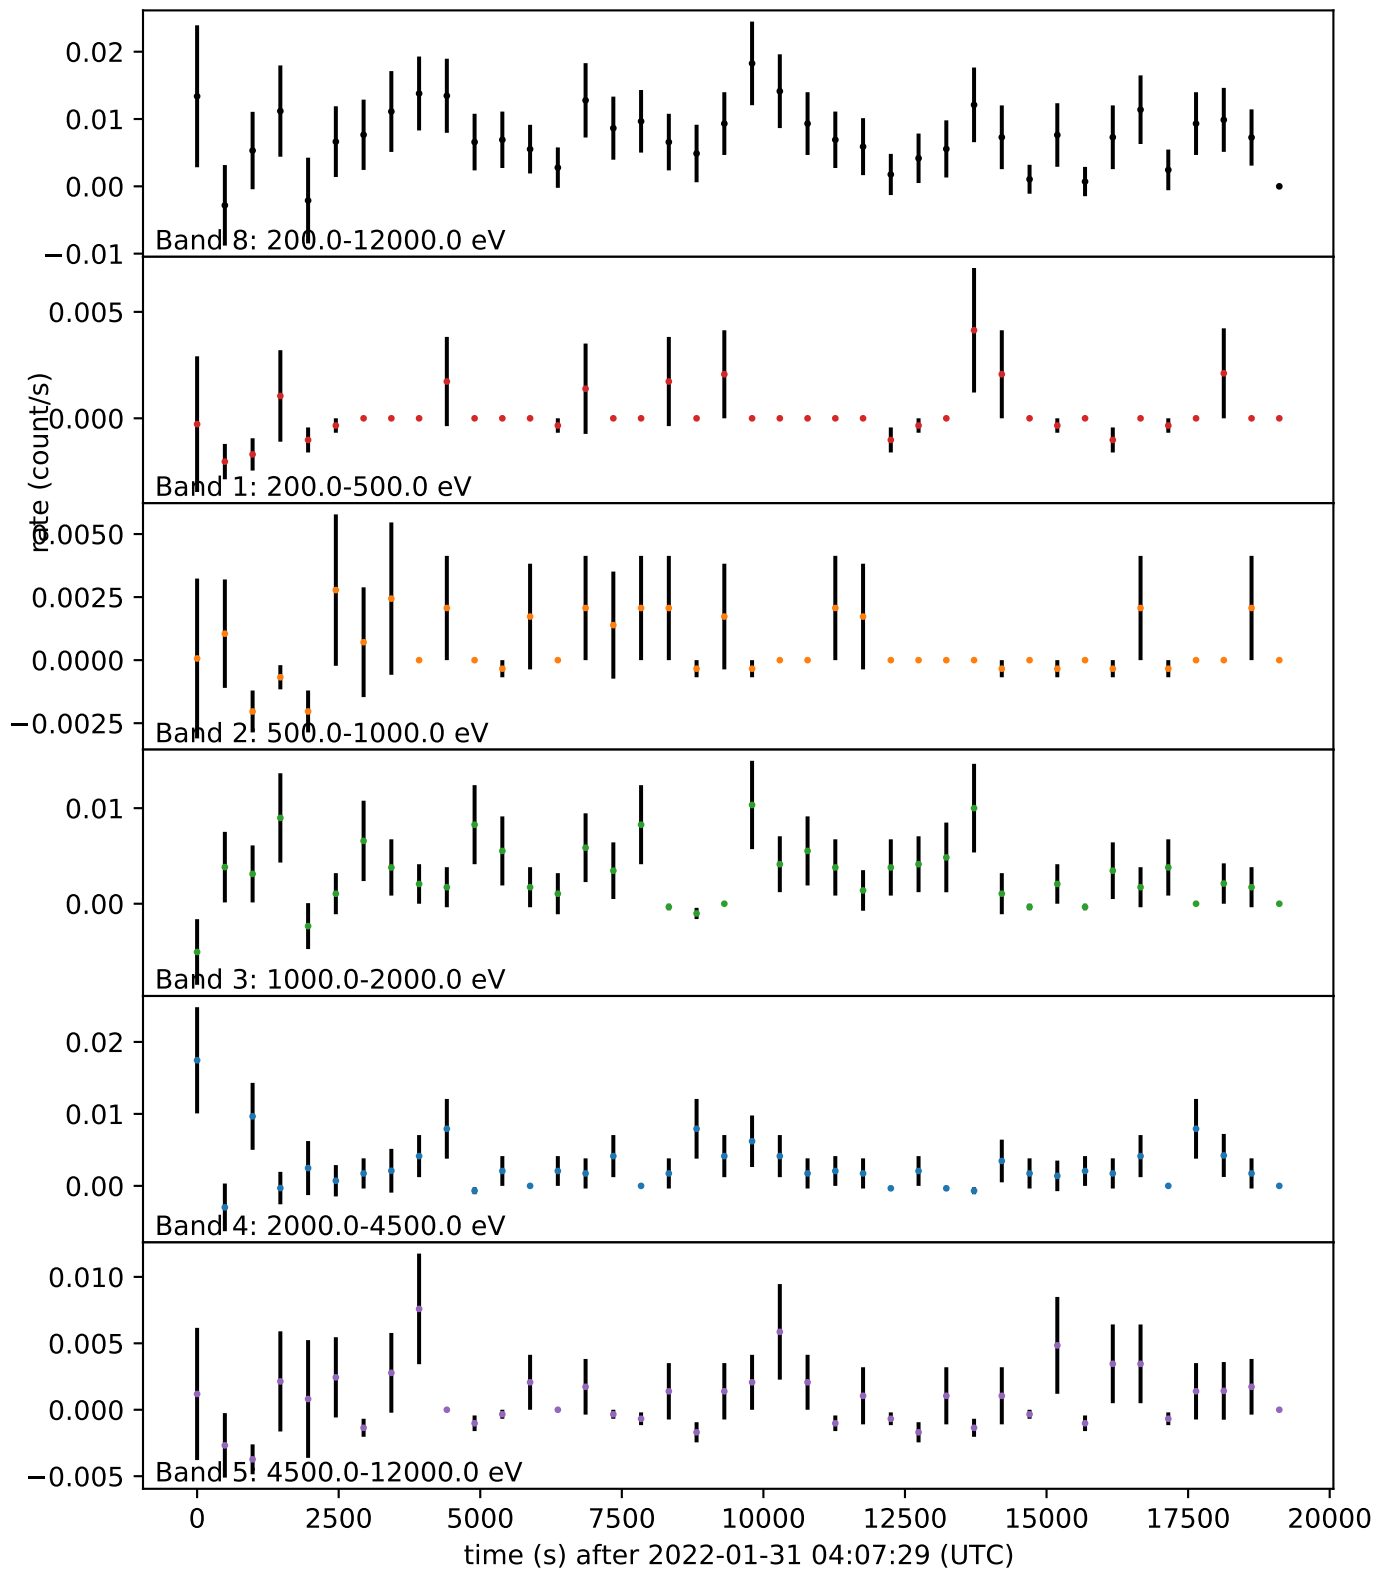 0.02
0.01
0.00
−0.01
Band 8: 200.0-12000.0 eV
0.005
0.000
Band 1: 200.0-500.0 eV
rate (count/s)
0.0050
0.0025
0.0000
−0.0025
Band 2: 500.0-1000.0 eV
0.01
0.00
Band 3: 1000.0-2000.0 eV
0.02
0.01
0.00
Band 4: 2000.0-4500.0 eV
0.010
0.005
0.000
−0.005
Band 5: 4500.0-12000.0 eV
0 2500 5000 7500 10000 12500 15000 17500 20000
time (s) after 2022-01-31 04:07:29 (UTC)